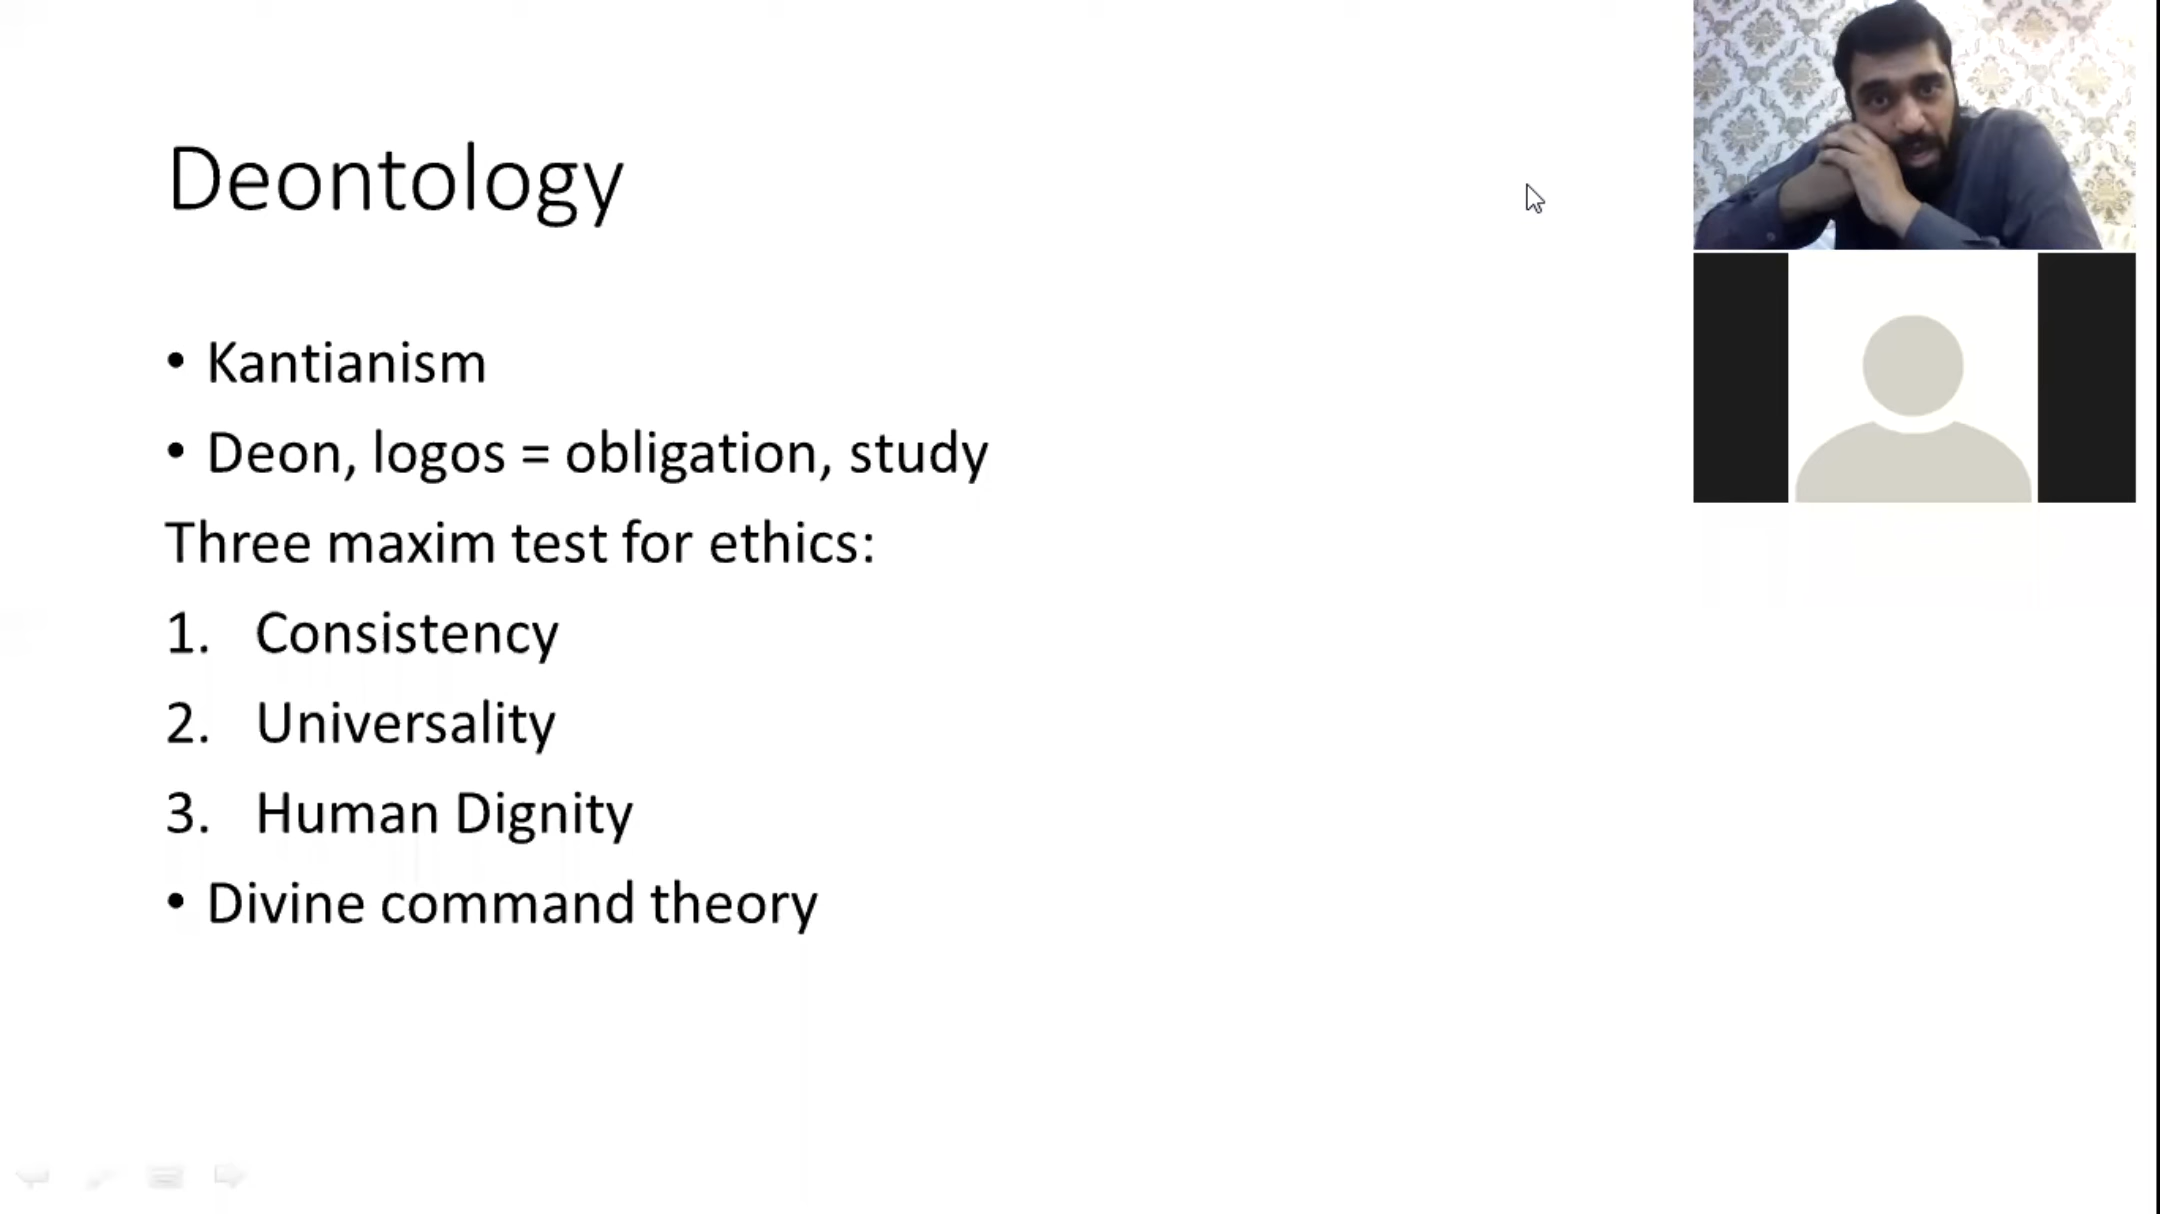 Deontology
• Kantianism
• Deon, logos = obligation, study
Three maxim test for ethics:
1. Consistency
2. Universality
3. Human Dignity
• Divine command theory